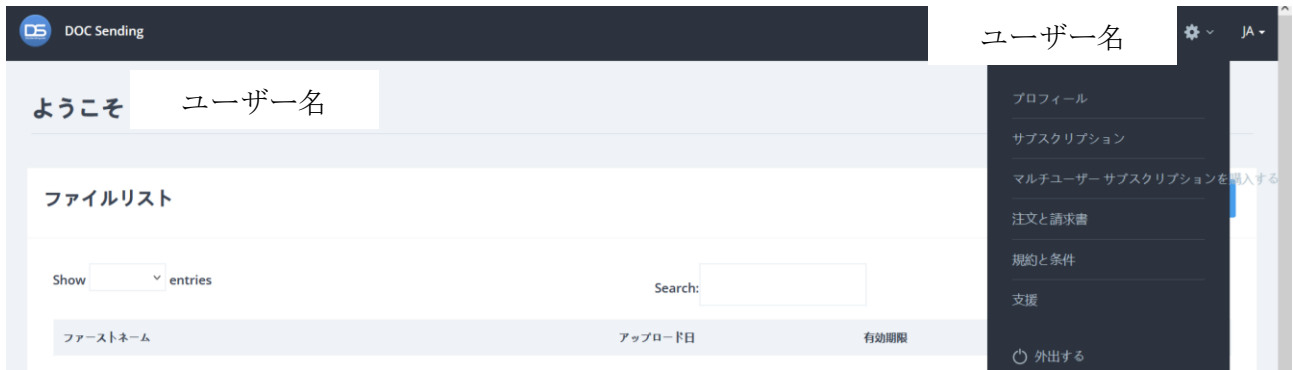 DS DOC Sending
ユーザー名
JA
ようこそ ユーザー名
プロフィール
サブスクリプション
マルチユーザー サブスクリプションを購入する
注文と請求書
規約と条件
支援
外出する
ファイルリスト
Show entries
Search:
ファーストネーム アップロード日 有効期限